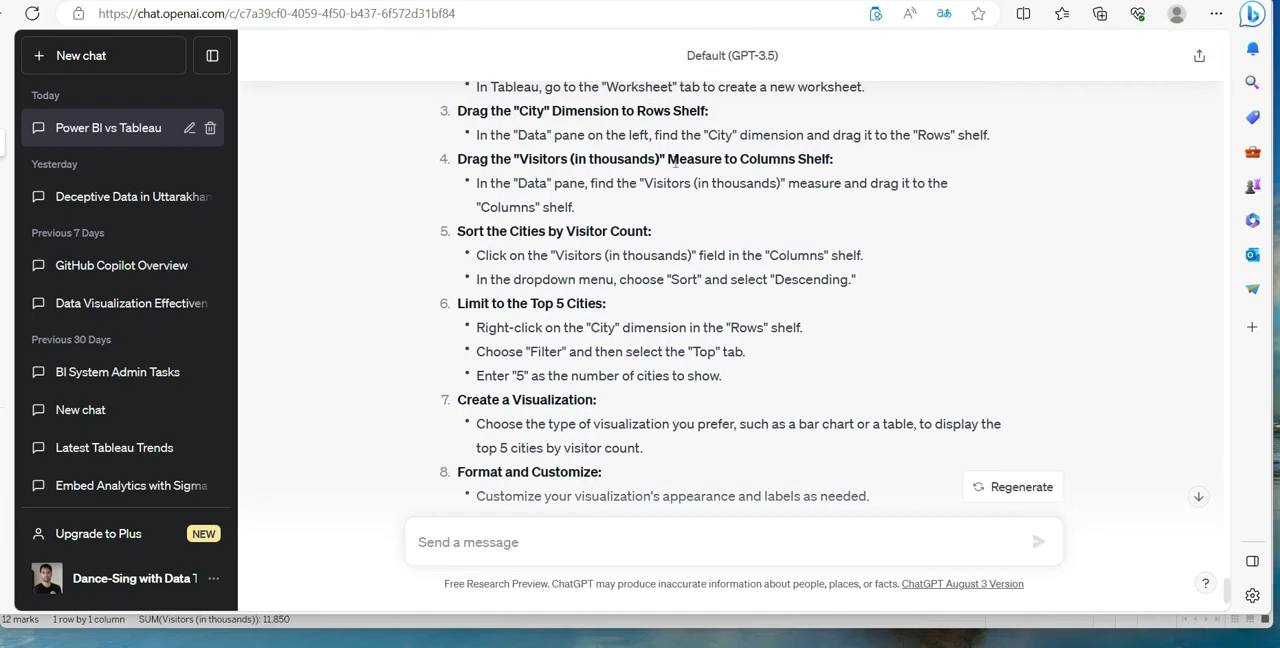 https://chat.openai.com/c/c7a39cf0-4059-4f50-b437-6f572d31bf84
New chat
Default (GPT-3.5)
Today
Power BI vs Tableau
Yesterday
Deceptive Data in Uttarakhan
Previous 7 Days
GitHub Copilot Overview
Data Visualization Effectiven
Previous 30 Days
BI System Admin Tasks
New chat
Latest Tableau Trends
Embed Analytics with Sigma
Upgrade to Plus NEW
Dance-Sing with Data T
• In Tableau, go to the "Worksheet" tab to create a new worksheet.
3. Drag the "City" Dimension to Rows Shelf:
• In the "Data" pane on the left, find the "City" dimension and drag it to the "Rows" shelf.
4. Drag the "Visitors (in thousands)" Measure to Columns Shelf:
• In the "Data" pane, find the "Visitors (in thousands)" measure and drag it to the
"Columns" shelf.
5. Sort the Cities by Visitor Count:
• Click on the "Visitors (in thousands)" field in the "Columns" shelf.
• In the dropdown menu, choose "Sort" and select "Descending."
6. Limit to the Top 5 Cities:
• Right-click on the "City" dimension in the "Rows" shelf.
• Choose "Filter" and then select the "Top" tab.
• Enter "5" as the number of cities to show.
7. Create a Visualization:
• Choose the type of visualization you prefer, such as a bar chart or a table, to display the
top 5 cities by visitor count.
8. Format and Customize:
• Customize your visualization's appearance and labels as needed.
Regenerate
Send a message
Free Research Preview. ChatGPT may produce inaccurate information about people, places, or facts. ChatGPT August 3 Version
?
12 marks 1 row by 1 column SUM(Visitors (in thousands)): 11,850